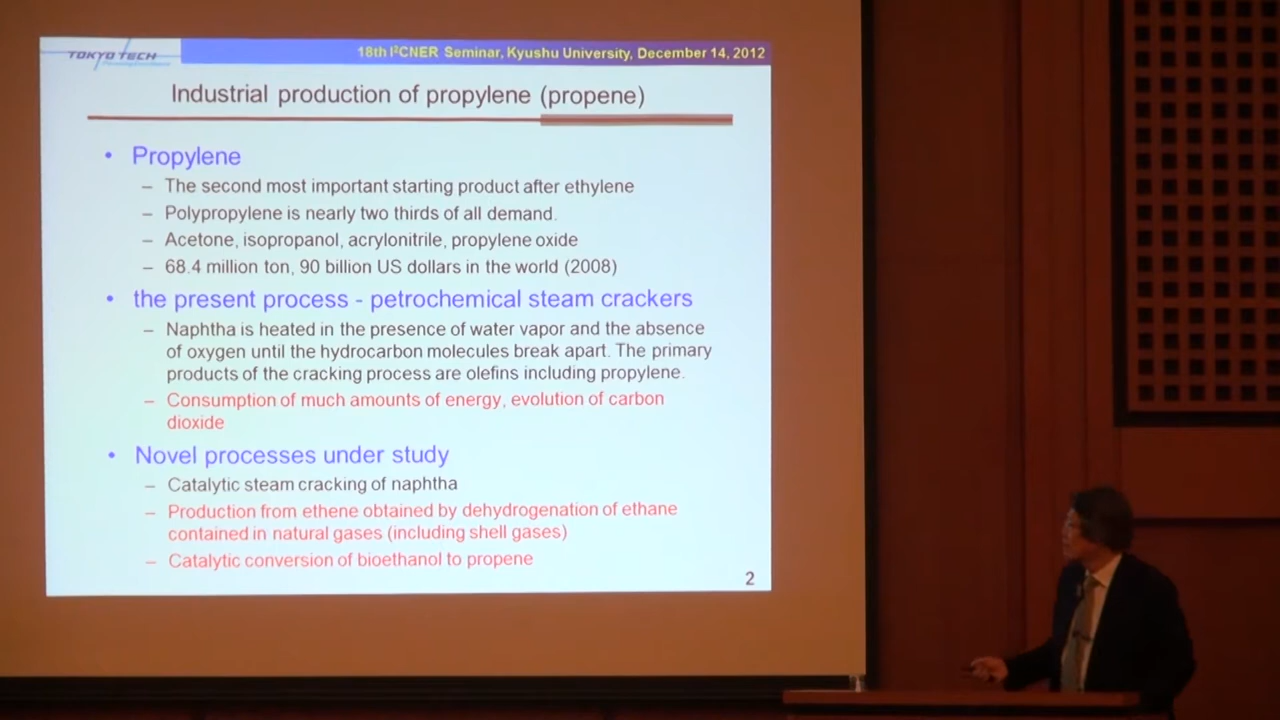 TOKYO TECH
18th I²CNER Seminar, Kyushu University, December 14, 2012
Industrial production of propylene (propene)
• Propylene
– The second most important starting product after ethylene
– Polypropylene is nearly two thirds of all demand.
– Acetone, isopropanol, acrylonitrile, propylene oxide
– 68.4 million ton, 90 billion US dollars in the world (2008)
• the present process - petrochemical steam crackers
– Naphtha is heated in the presence of water vapor and the absence
of oxygen until the hydrocarbon molecules break apart. The primary
products of the cracking process are olefins including propylene.
– Consumption of much amounts of energy, evolution of carbon
dioxide
• Novel processes under study
– Catalytic steam cracking of naphtha
– Production from ethene obtained by dehydrogenation of ethane
contained in natural gases (including shell gases)
– Catalytic conversion of bioethanol to propene
2